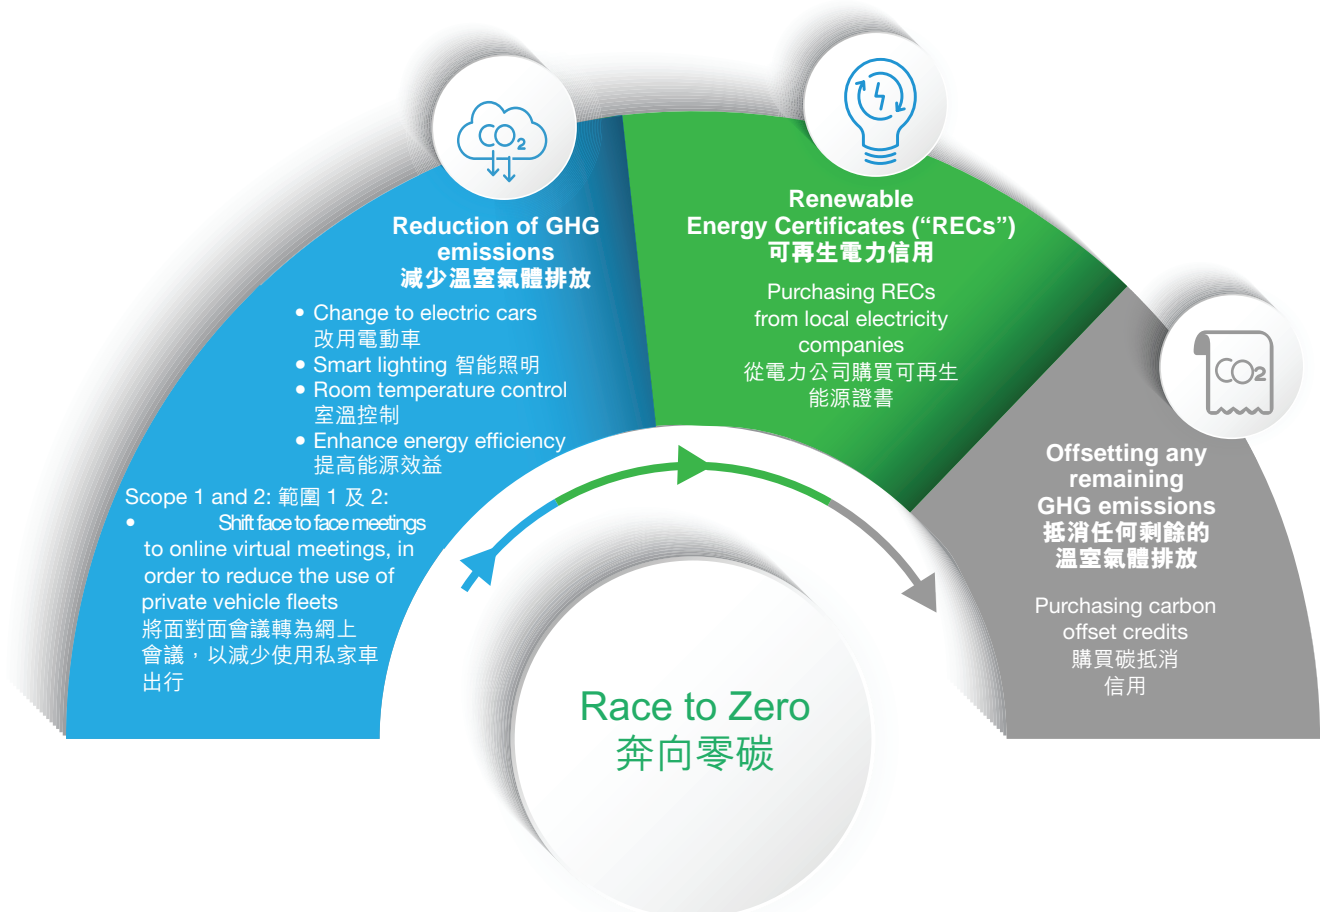 CO2
Reduction of GHG
emissions
減少溫室氣體排放
• Change to electric cars
改用電動車
• Smart lighting 智能照明
• Room temperature control
室溫控制
• Enhance energy efficiency
提高能源效益
Scope 1 and 2: 範圍 1 及 2:
• Shift face to face meetings
to online virtual meetings, in
order to reduce the use of
private vehicle fleets
將面對面會議轉為網上
會議，以減少使用私家車
出行
Renewable
Energy Certificates (“RECs”)
可再生電力信用
Purchasing RECs
from local electricity
companies
從電力公司購買可再生
能源證書
CO2
Offsetting any
remaining
GHG emissions
抵消任何剩餘的
溫室氣體排放
Purchasing carbon
offset credits
購買碳抵消
信用
Race to Zero
奔向零碳